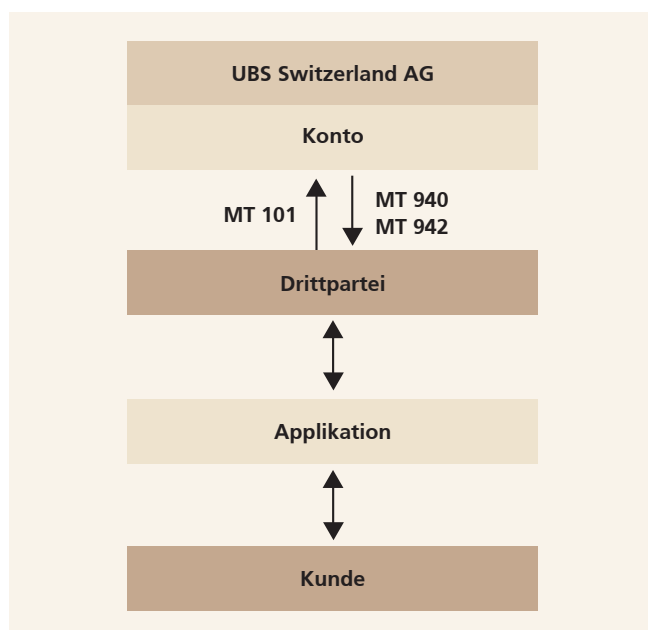 UBS Switzerland AG
Konto
MT 101
MT 940
MT 942
Drittpartei
Applikation
Kunde